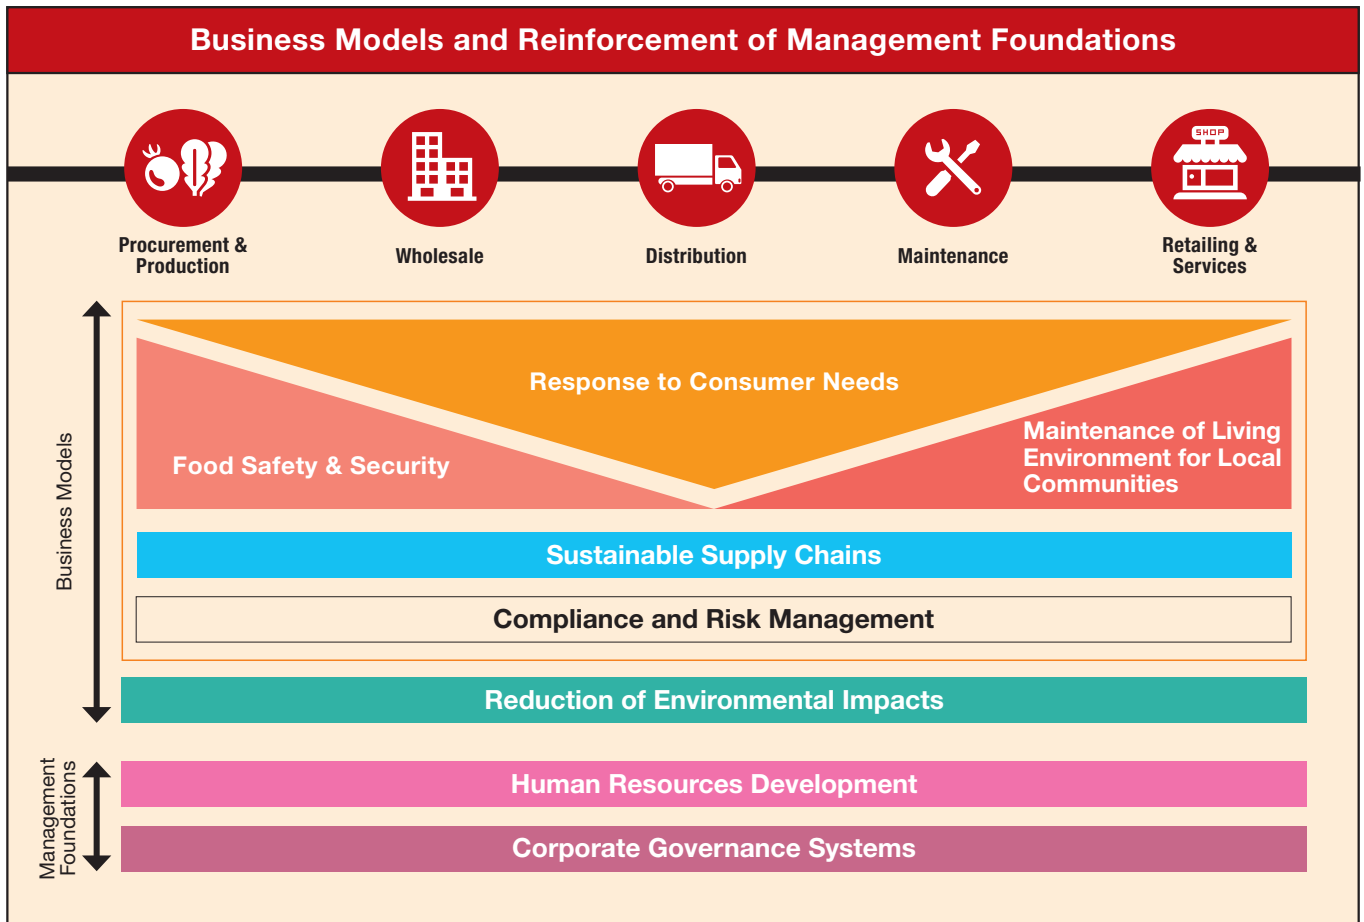 Business Models and Reinforcement of Management Foundations
SHOP
Procurement &
Production
Wholesale
Distribution
Maintenance
Retailing &
Services
Business Models
Response to Consumer Needs
Food Safety & Security
Maintenance of Living
Environment for Local
Communities
Sustainable Supply Chains
Compliance and Risk Management
Reduction of Environmental Impacts
Management
Foundations
Human Resources Development
Corporate Governance Systems